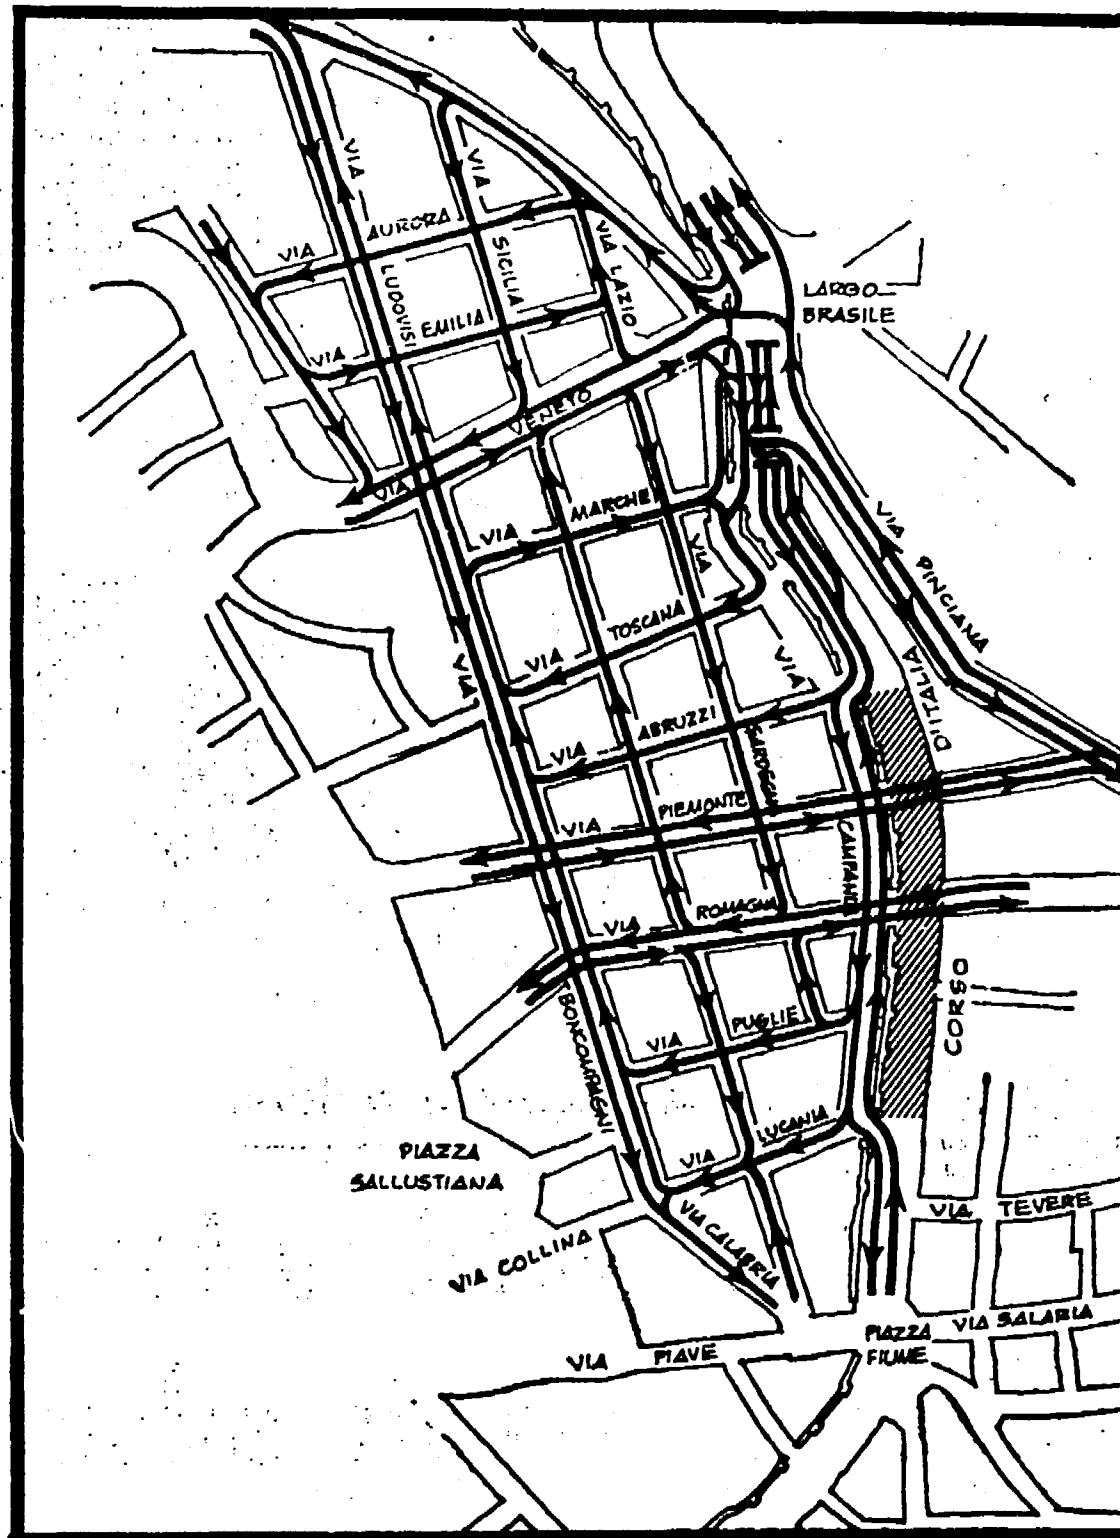 VIA LUDOVISI
VIA AURORA
VIA SICILIA
VIA LAZIO
VIA EMILIA
LARGO BRASILE
VIA VENETO
VIA MARCHE
VIA PINCIANA
VIA TOSCANA
VIA SARDEGNA
VIA CAMPANIA
VIA ABRUZZI
CORSO D'ITALIA
VIA PIEMONTE
VIA ROMAGNA
VIA BONCOMPAGNI
VIA PUGLIE
VIA LUCANIA
PIAZZA
SALLUSTIANA
VIA TEVERE
VIA COLLINA
VIA CALABRIA
VIA SALARIA
PIAZZA
FIUME
VIA PIAVE